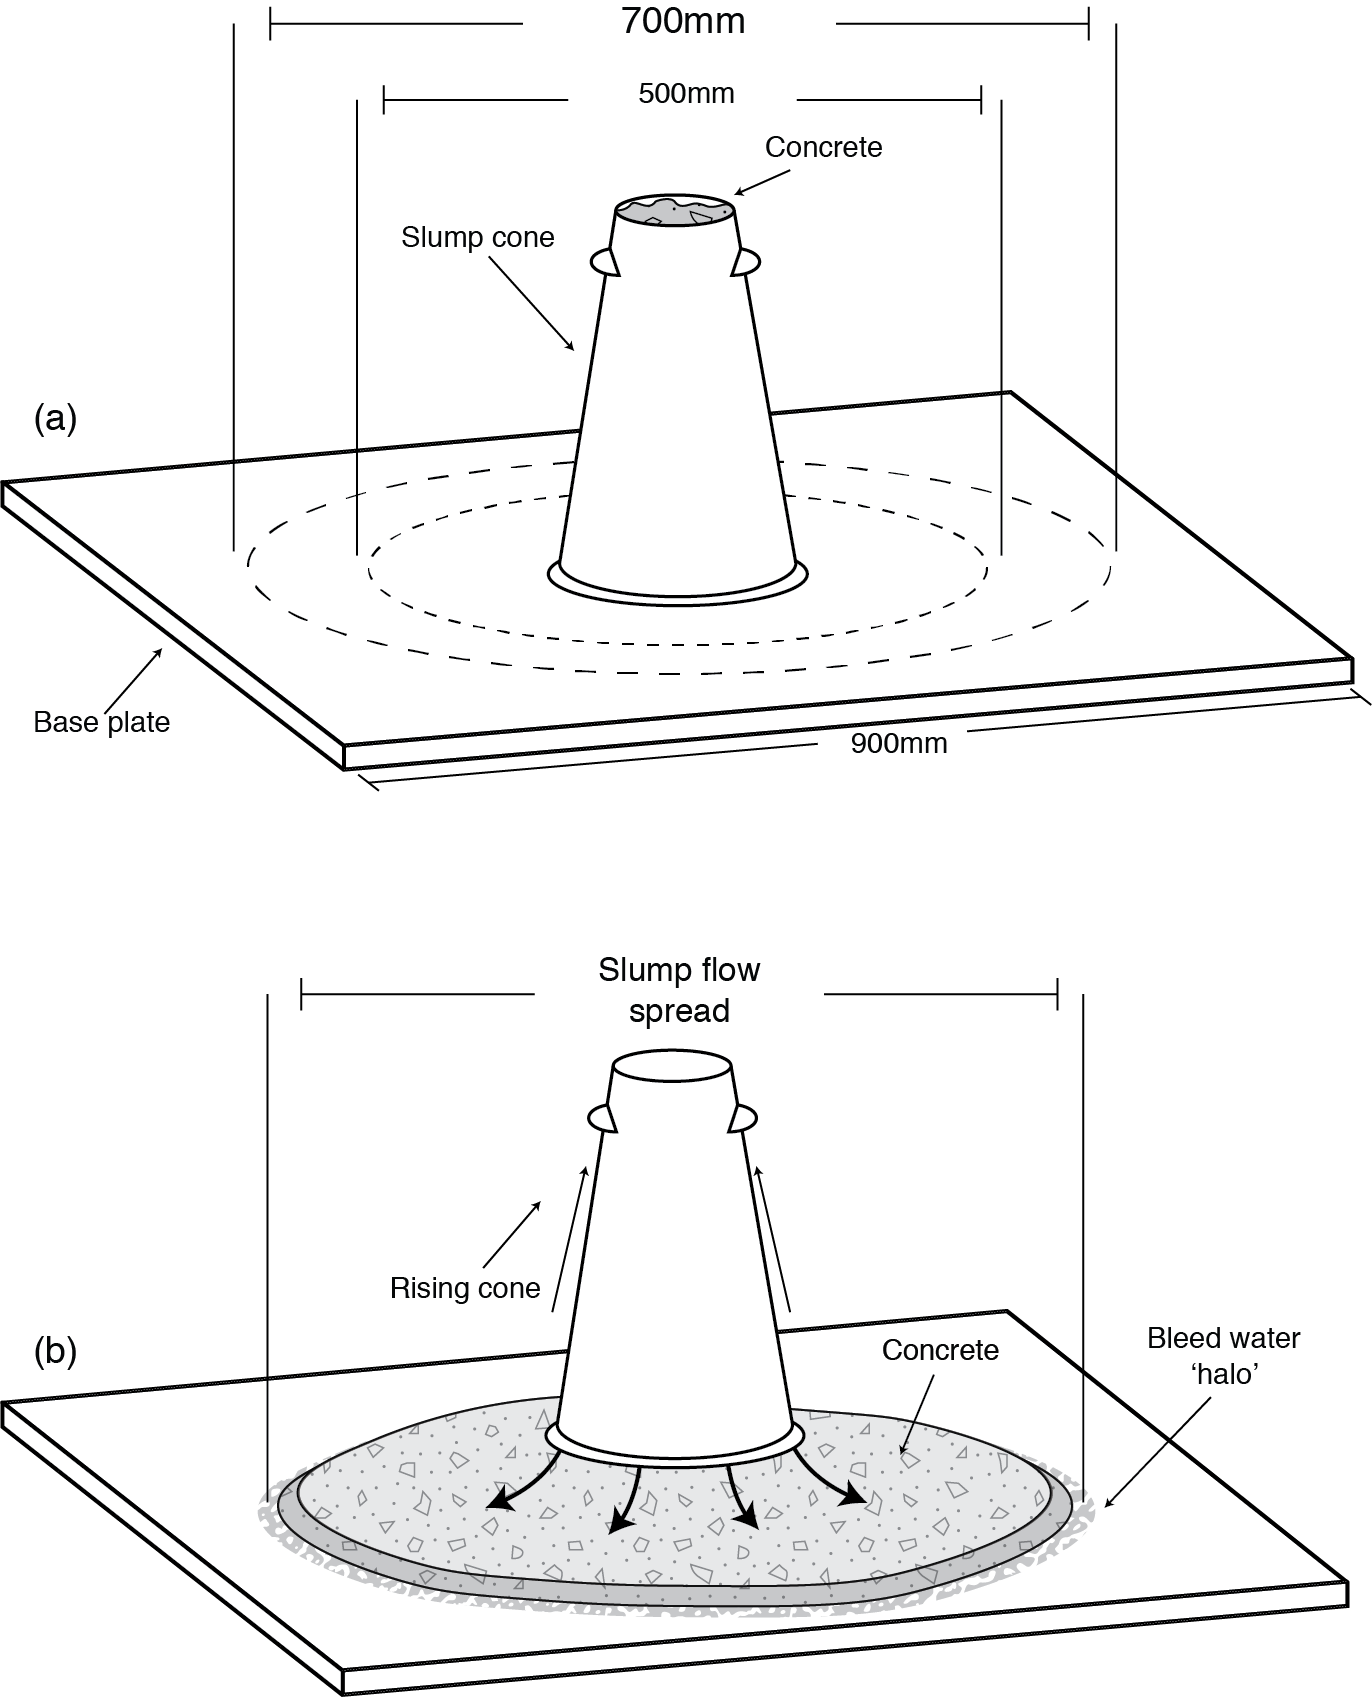 700mm
500mm
Concrete
Slump cone
(a)
Base plate
900mm
Slump flow
spread
Rising cone
(b)
Concrete
Bleed water
‘halo’